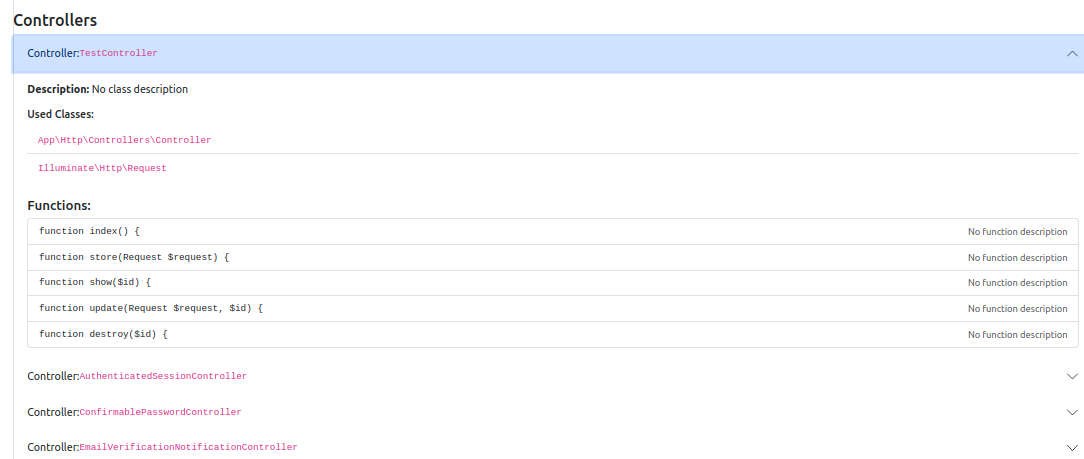 Controllers
Controller:TestController
Description: No class description
Used Classes:
App\Http\Controllers\Controller
Illuminate\Http\Request
Functions:
function index() { No function description
function store(Request $request) { No function description
function show($id) { No function description
function update(Request $request, $id) { No function description
function destroy($id) { No function description
Controller:AuthenticatedSessionController
Controller:ConfirmablePasswordController
Controller:EmailVerificationNotificationController